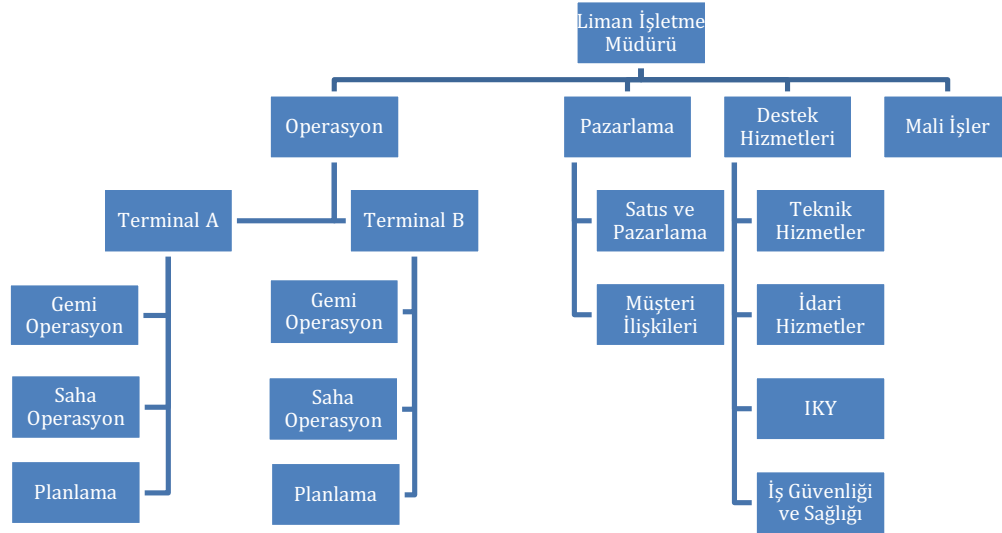 Liman İşletme
Müdürü
Operasyon
Pazarlama
Destek
Hizmetleri
Mali İşler
Terminal A
Terminal B
Satıs ve
Pazarlama
Teknik
Hizmetler
Gemi
Operasyon
Gemi
Operasyon
Müşteri
İlişkileri
İdari
Hizmetler
Saha
Operasyon
Saha
Operasyon
IKY
Planlama
Planlama
İş Güvenliği
ve Sağlığı